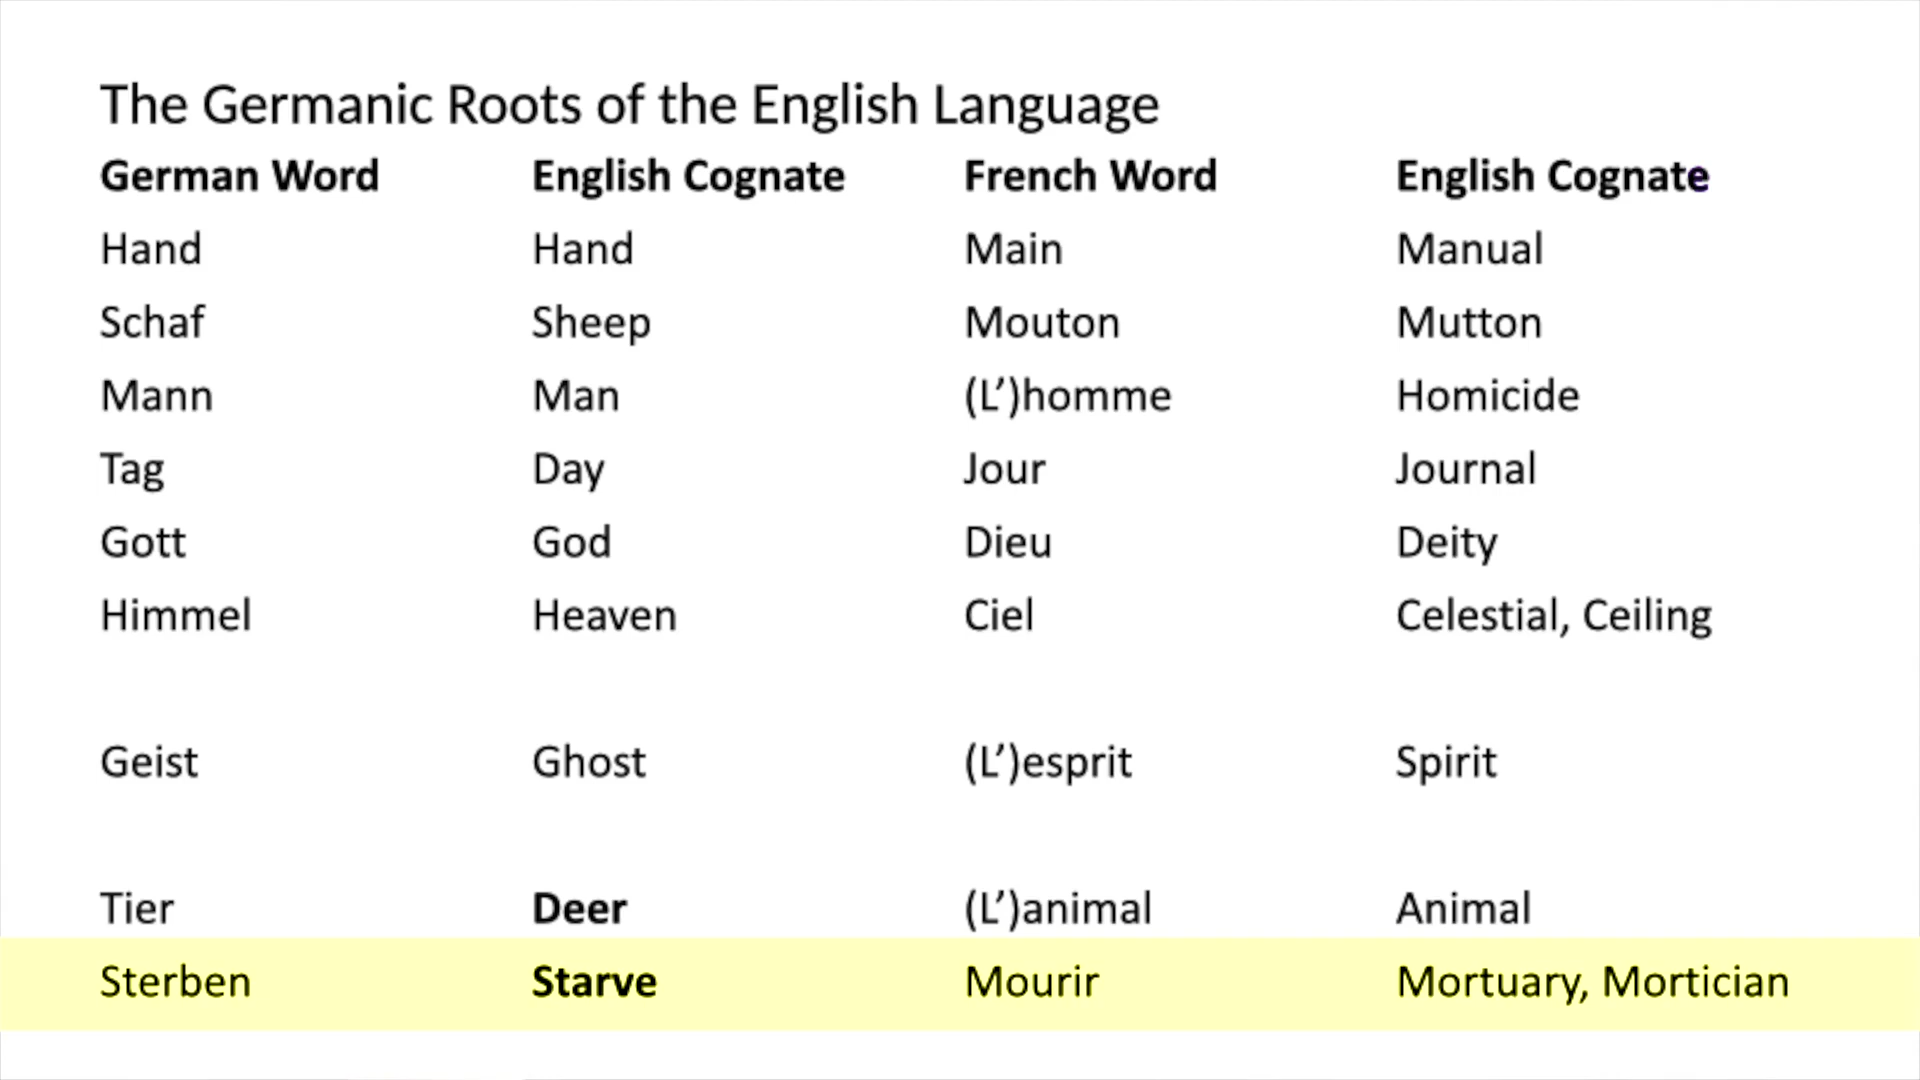 The Germanic Roots of the English Language
German Word English Cognate French Word English Cognate
Hand Hand Main Manual
Schaf Sheep Mouton Mutton
Mann Man (L’)homme Homicide
Tag Day Jour Journal
Gott God Dieu Deity
Himmel Heaven Ciel Celestial, Ceiling
Geist Ghost (L’)esprit Spirit
Tier Deer (L’)animal Animal
Sterben Starve Mourir Mortuary, Mortician